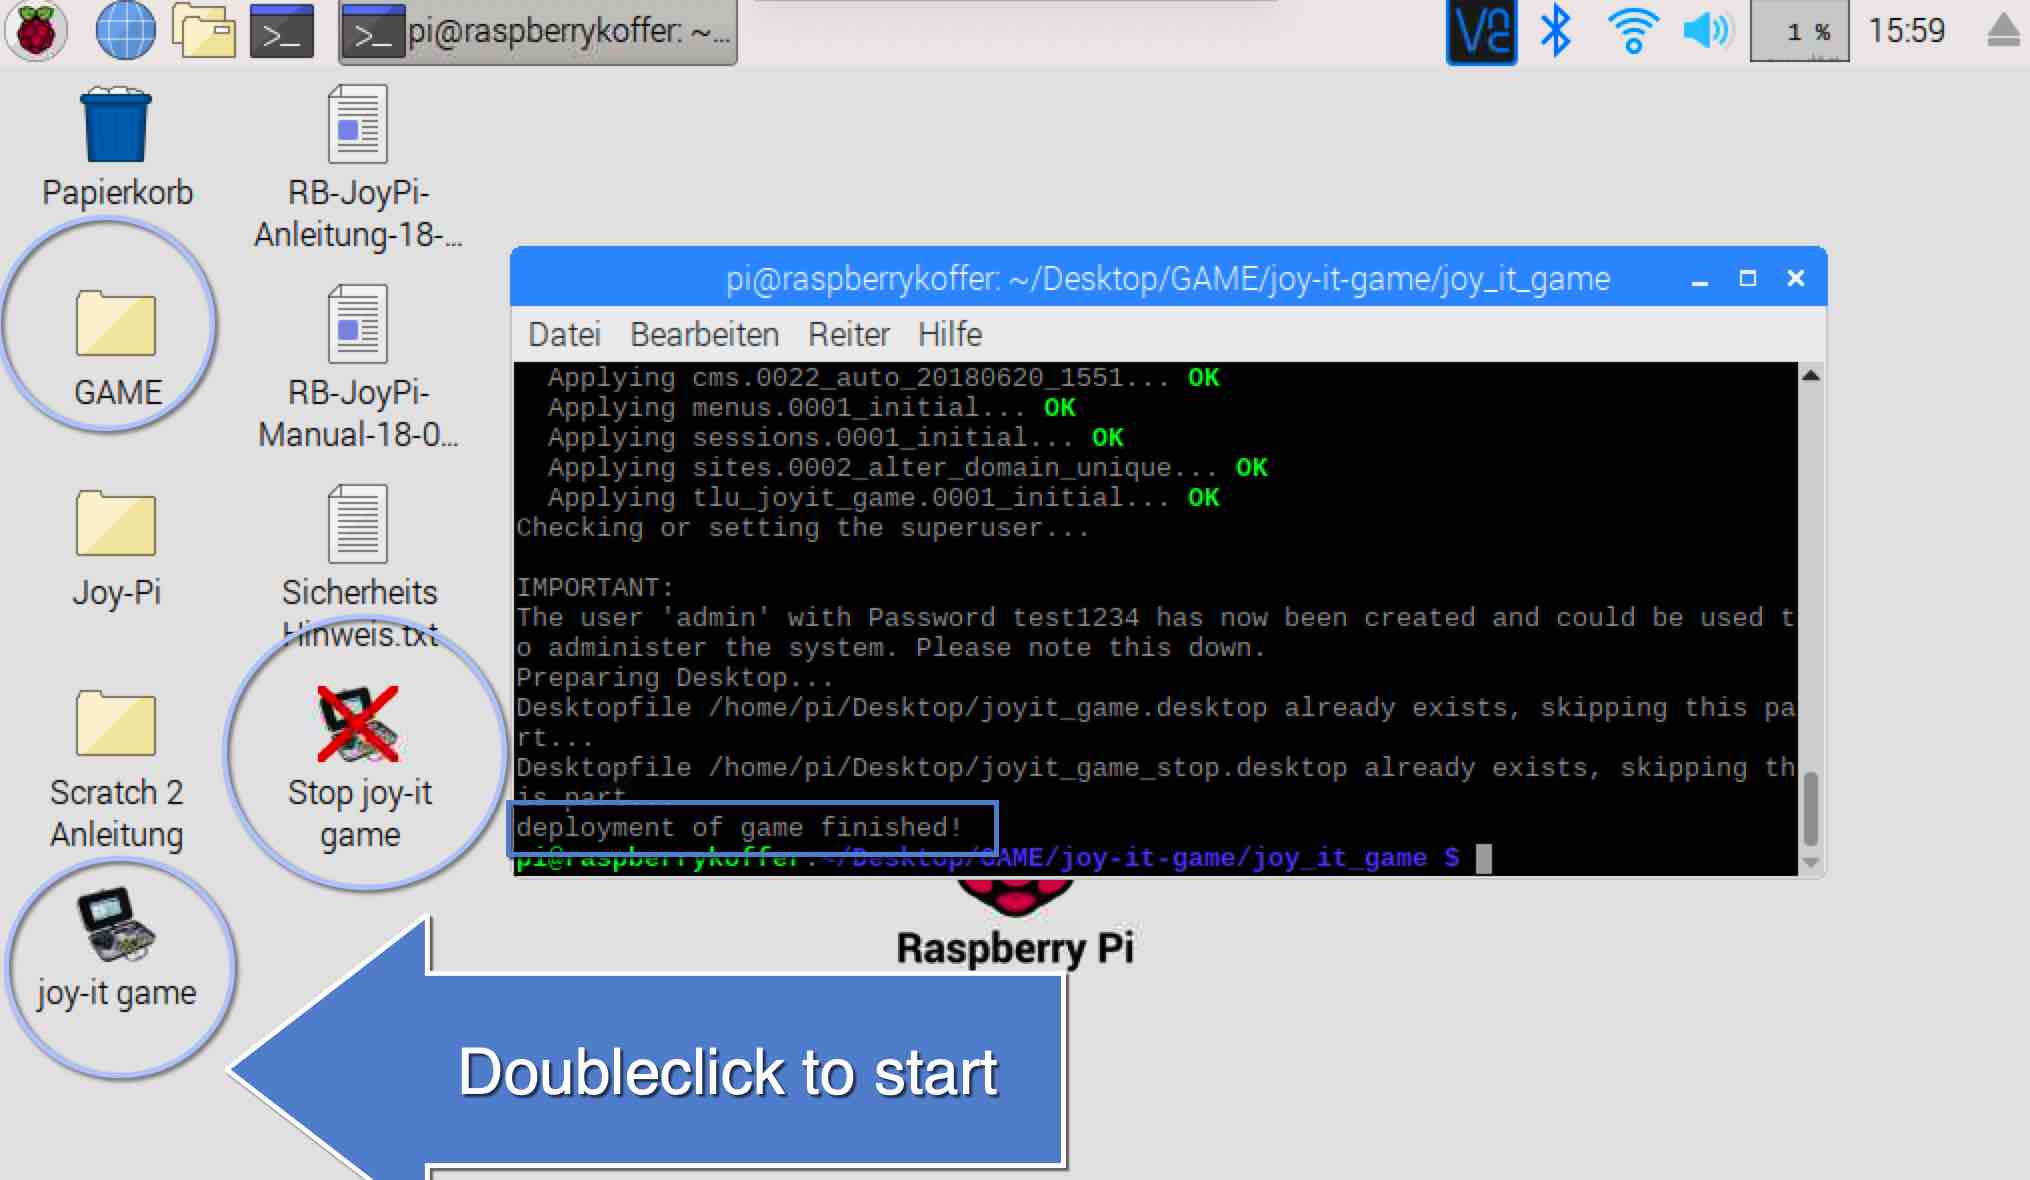 pi@raspberrykoffer: ~...
1 %
15:59
Papierkorb
RB-JoyPi-
Anleitung-18-...
GAME
RB-JoyPi-
Manual-18-0...
Joy-Pi
Sicherheits
Hinweis.txt
Scratch 2
Anleitung
Stop joy-it
game
joy-it game
pi@raspberrykoffer: ~/Desktop/GAME/joy-it-game/joy_it_game
Datei Bearbeiten Reiter Hilfe
Applying cms.0022_auto_20180620_1551... OK
Applying menus.0001_initial... OK
Applying sessions.0001_initial... OK
Applying sites.0002_alter_domain_unique... OK
Applying tlu_joyit_game.0001_initial... OK
Checking or setting the superuser...
IMPORTANT:
The user 'admin' with Password test1234 has now been created and could be used t
o administer the system. Please note this down.
Preparing Desktop...
Desktopfile /home/pi/Desktop/joyit_game.desktop already exists, skipping this pa
rt...
Desktopfile /home/pi/Desktop/joyit_game_stop.desktop already exists, skipping th
is part...
deployment of game finished!
pi@raspberrykoffer:~/Desktop/GAME/joy-it-game/joy_it_game $
Raspberry Pi
Doubleclick to start